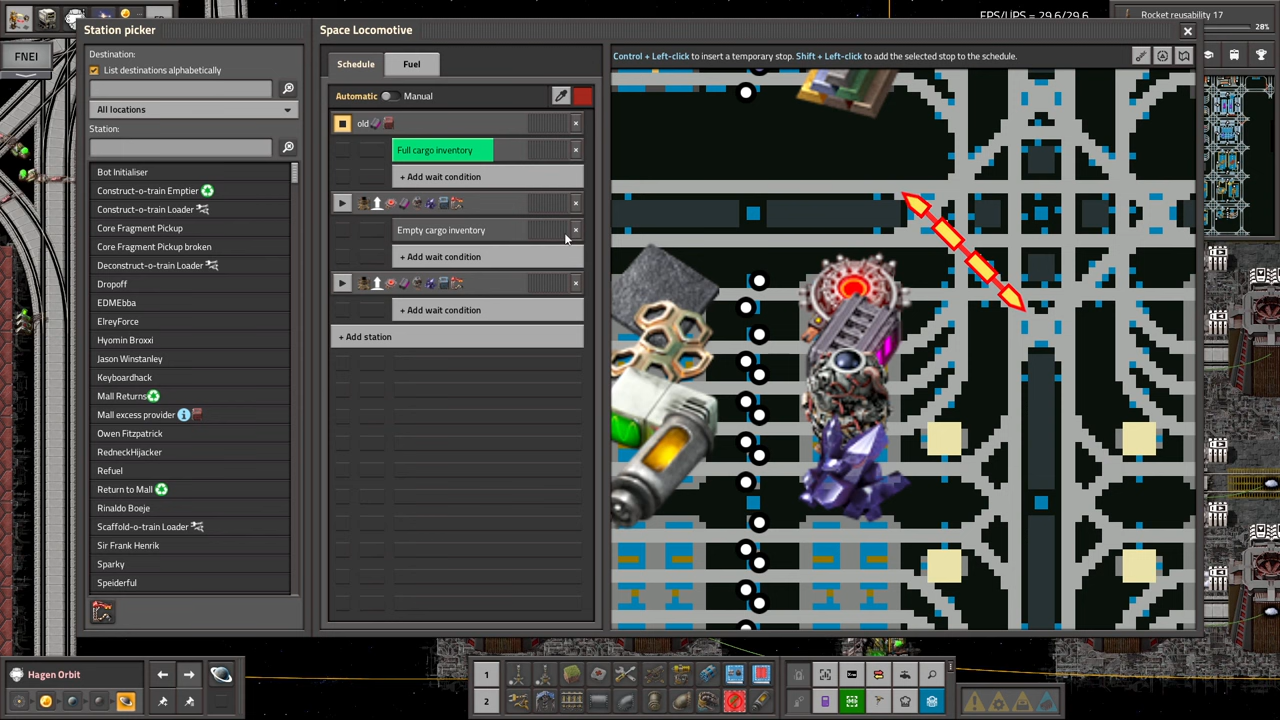 FPS/UPS = 29.6/29.6
Rocket reusability 17
28%
FNEI
Station picker
Destination:
List destinations alphabetically
All locations
Station:
Bot Initialiser
Construct-o-train Emptier
Construct-o-train Loader
Core Fragment Pickup
Core Fragment Pickup broken
Deconstruct-o-train Loader
Dropoff
EDMEbba
ElreyForce
Hyomin Broxxi
Jason Winstanley
Keyboardhack
Mall Returns
Mall excess provider
Owen Fitzpatrick
RedneckHijacker
Refuel
Return to Mall
Rinaldo Boeje
Scaffold-o-train Loader
Sir Frank Henrik
Sparky
Speiderful
Space Locomotive
Schedule
Fuel
Automatic
Manual
old
Full cargo inventory
+ Add wait condition
Empty cargo inventory
+ Add wait condition
+ Add wait condition
+ Add station
Control + Left-click to insert a temporary stop. Shift + Left-click to add the selected stop to the schedule.
Hagen Orbit
1
2